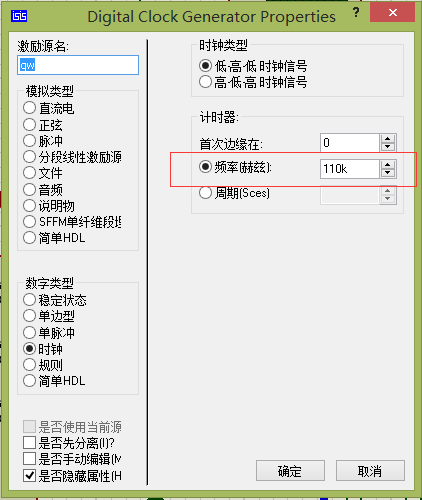 ISIS
Digital Clock Generator Properties
?
激励源名:
qw
模拟类型
直流电
正弦
脉冲
分段线性激励源
文件
音频
说明物
SFFM单纤维段垅
简单HDL
数字类型
稳定状态
单边型
单脉冲
时钟
规则
简单HDL
是否使用当前源
是否先分离(I)?
是否手动编辑(M
是否隐藏属性(H
时钟类型
低-高-低 时钟信号
高-低-高 时钟信号
计时器:
首次边缘在:
0
频率(赫兹):
110k
周期(Sces)
确定
取消